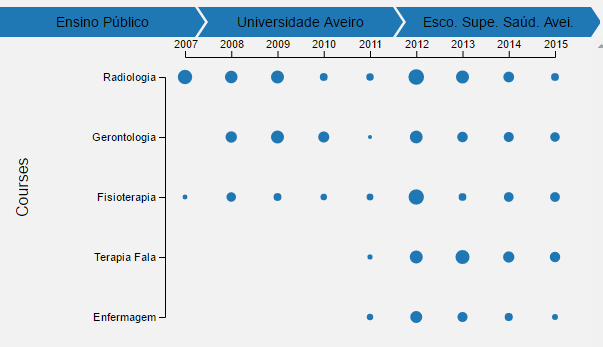 Ensino Público Universidade Aveiro Esco. Supe. Saúd. Avei.
2007 2008 2009 2010 2011 2012 2013 2014 2015
Radiologia
Gerontologia
Courses
Fisioterapia
Terapia Fala
Enfermagem